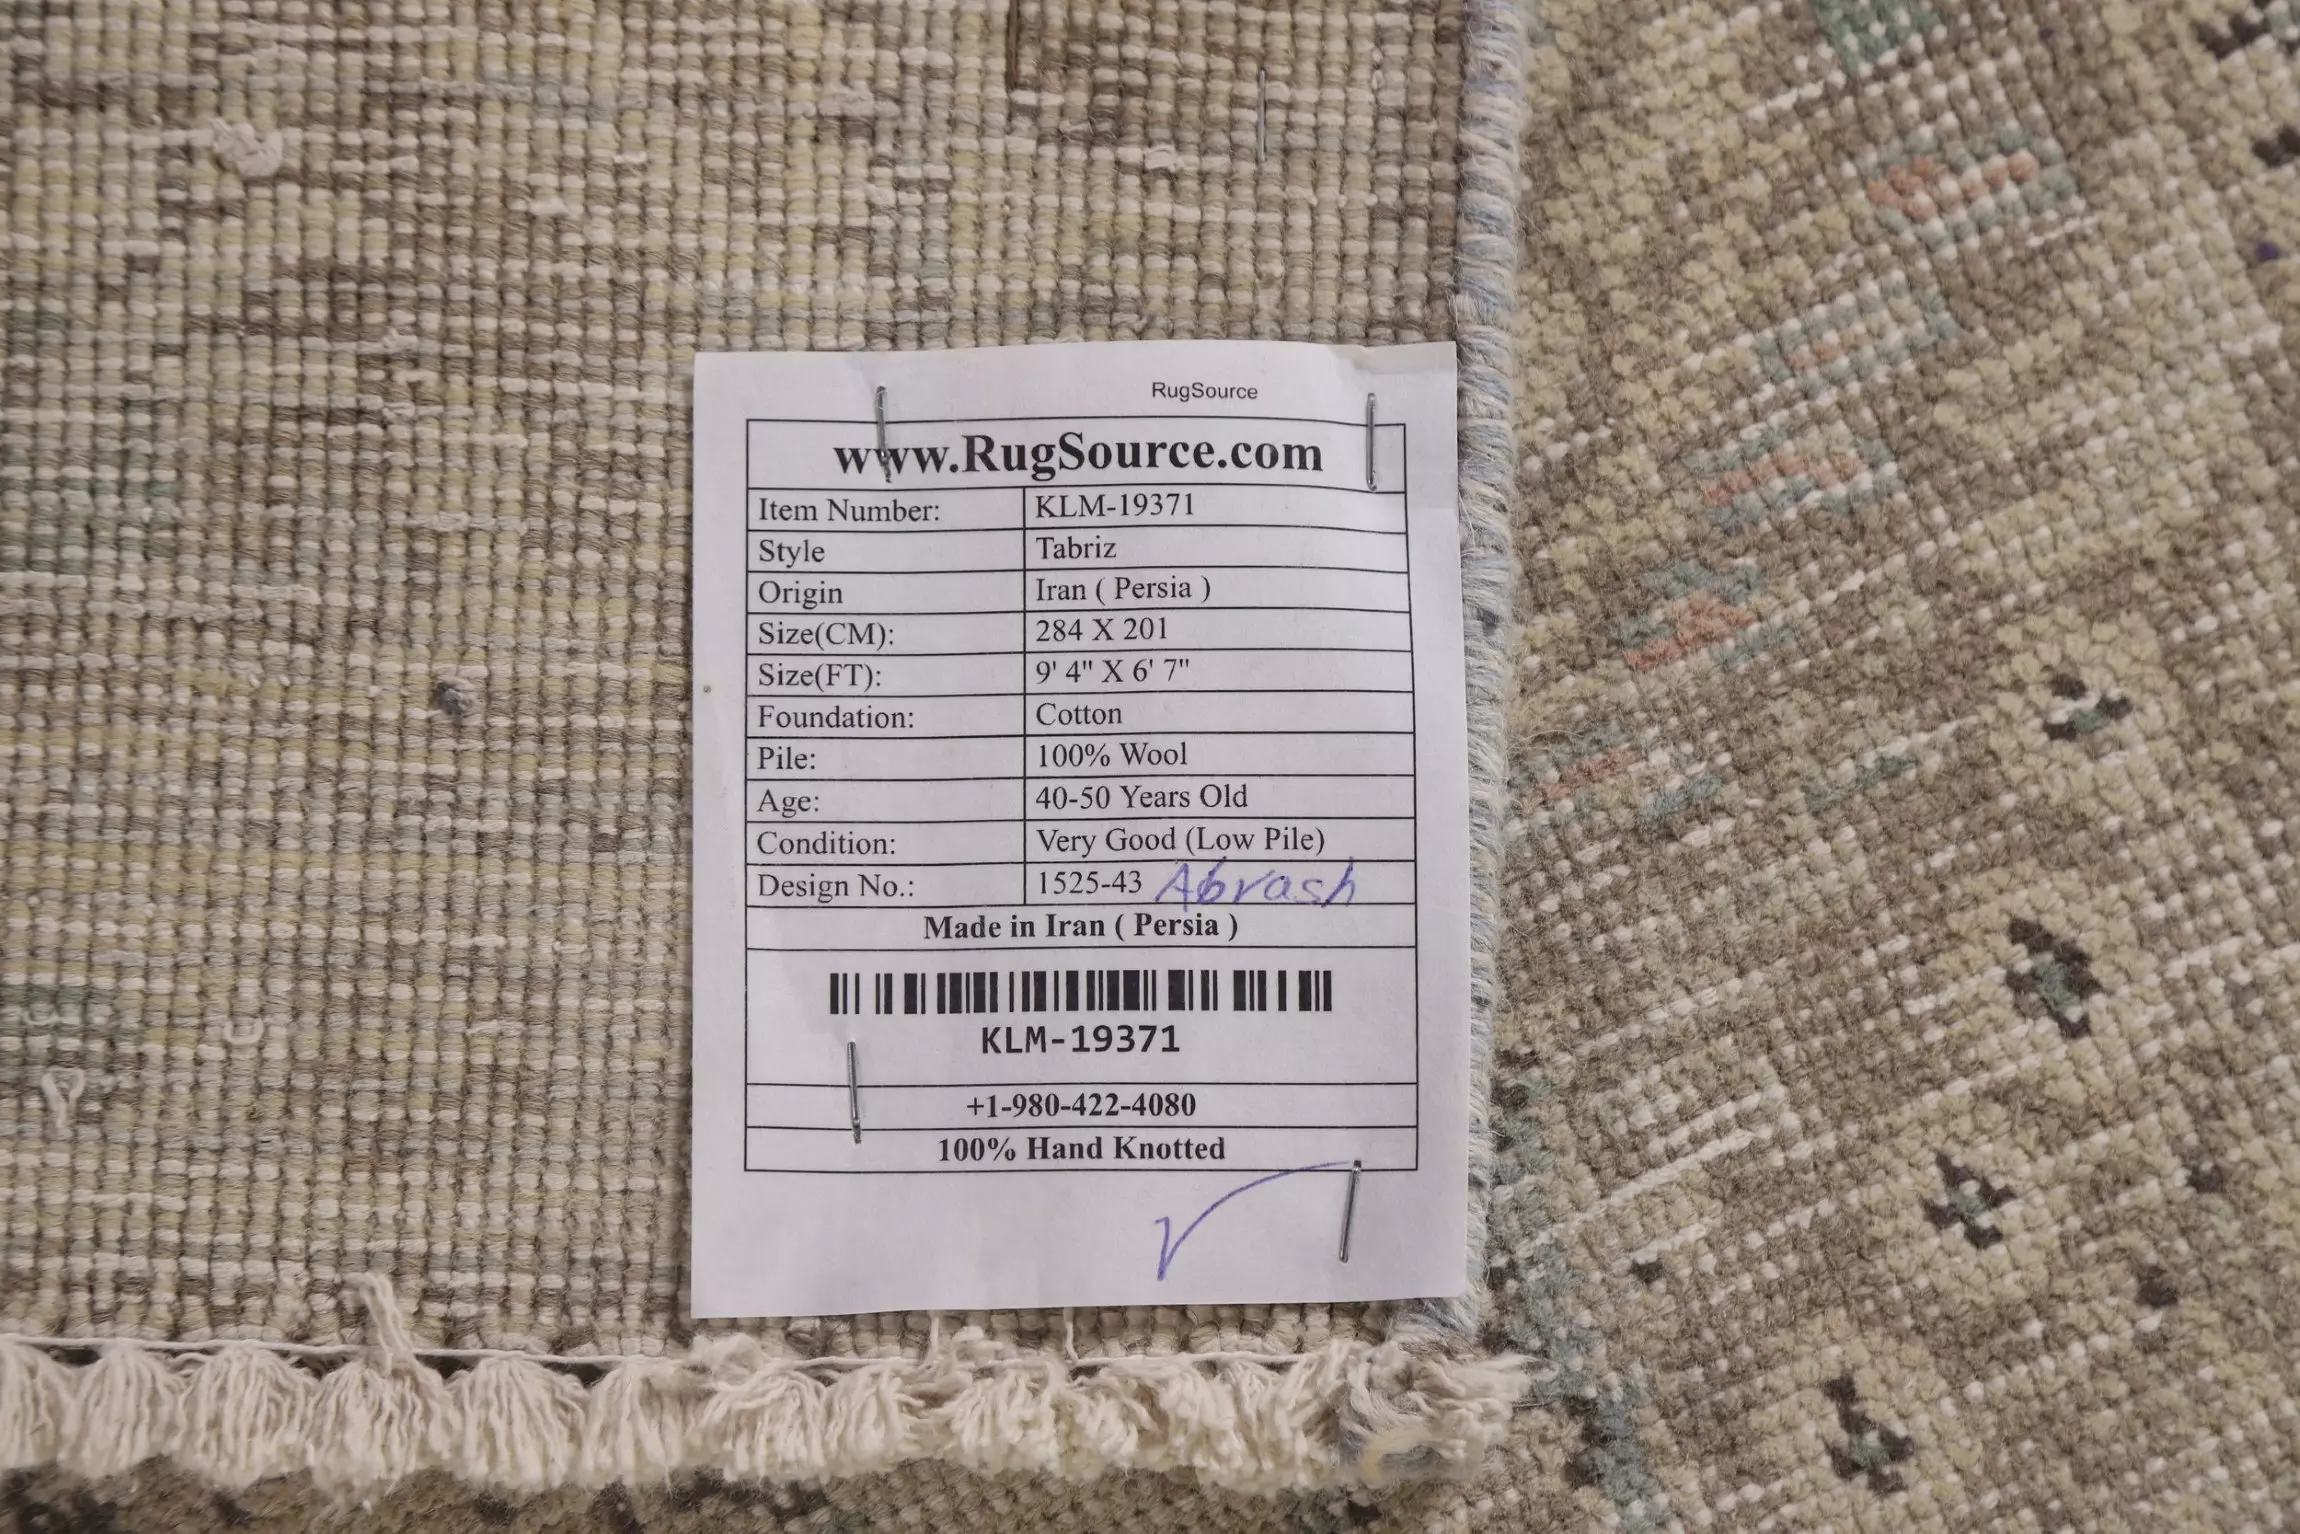 RugSource
www.RugSource.com
Item Number: KLM-19371
Style Tabriz
Origin Iran ( Persia )
Size(CM): 284 X 201
Size(FT): 9' 4" X 6' 7"
Foundation: Cotton
Pile: 100% Wool
Age: 40-50 Years Old
Condition: Very Good (Low Pile)
Design No.: 1525-43 Abrash
Made in Iran ( Persia )
KLM-19371
+1-980-422-4080
100% Hand Knotted